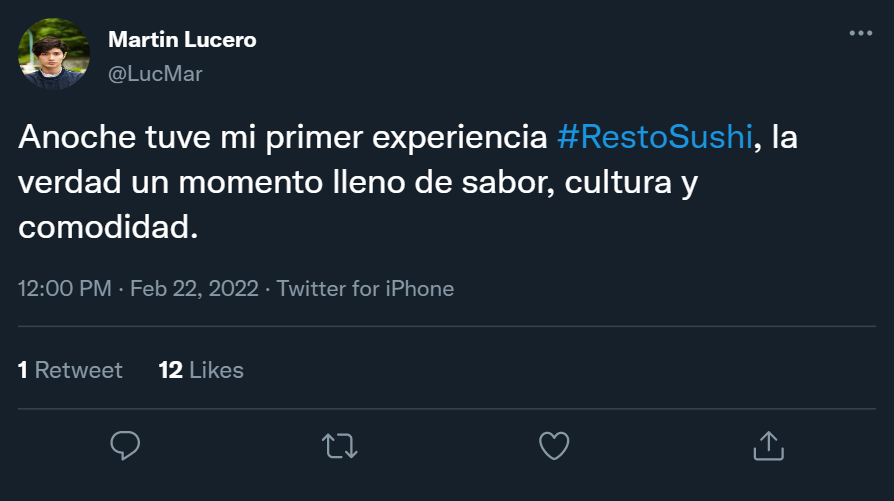 Martin Lucero
@LucMar
Anoche tuve mi primer experiencia #RestoSushi, la
verdad un momento lleno de sabor, cultura y
comodidad.
12:00 PM · Feb 22, 2022 · Twitter for iPhone
1 Retweet 12 Likes